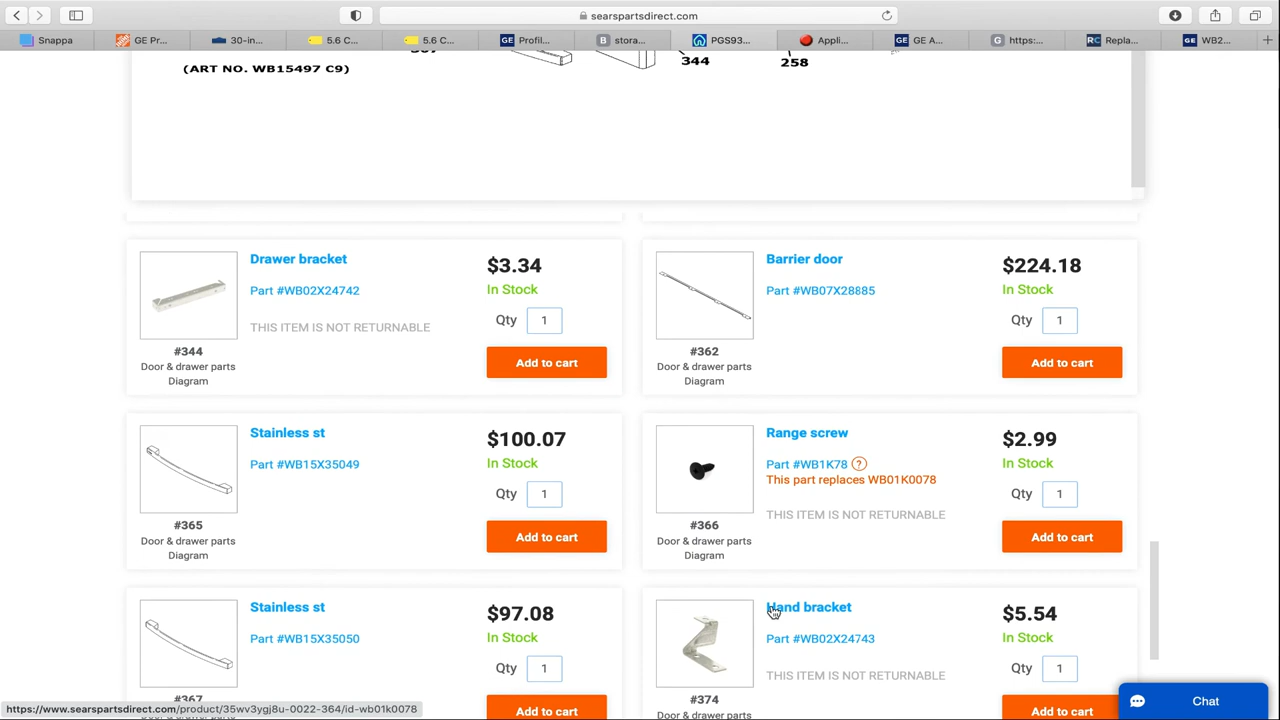 searspartsdirect.com
Snappa
GE Pr...
30-in...
5.6 C...
5.6 C...
GE Profil...
B stora...
PGS93...
Appli...
GE GE A...
G https:...
RC Repla...
GE WB2...
(ART NO. WB15497 C9)
344
258
Drawer bracket
Part #WB02X24742
THIS ITEM IS NOT RETURNABLE
$3.34
In Stock
Qty 1
Add to cart
#344
Door & drawer parts
Diagram
Barrier door
Part #WB07X28885
$224.18
In Stock
Qty 1
Add to cart
#362
Door & drawer parts
Diagram
Stainless st
Part #WB15X35049
$100.07
In Stock
Qty 1
Add to cart
#365
Door & drawer parts
Diagram
Range screw
Part #WB1K78 ?
This part replaces WB01K0078
THIS ITEM IS NOT RETURNABLE
$2.99
In Stock
Qty 1
Add to cart
#366
Door & drawer parts
Diagram
Stainless st
Part #WB15X35050
$97.08
In Stock
Qty 1
Add to cart
#367
Hand bracket
Part #WB02X24743
THIS ITEM IS NOT RETURNABLE
$5.54
In Stock
Qty 1
Add to cart
#374
Door & drawer parts
Chat
https://www.searspartsdirect.com/product/35wv3ygj8u-0022-364/id-wb01k0078